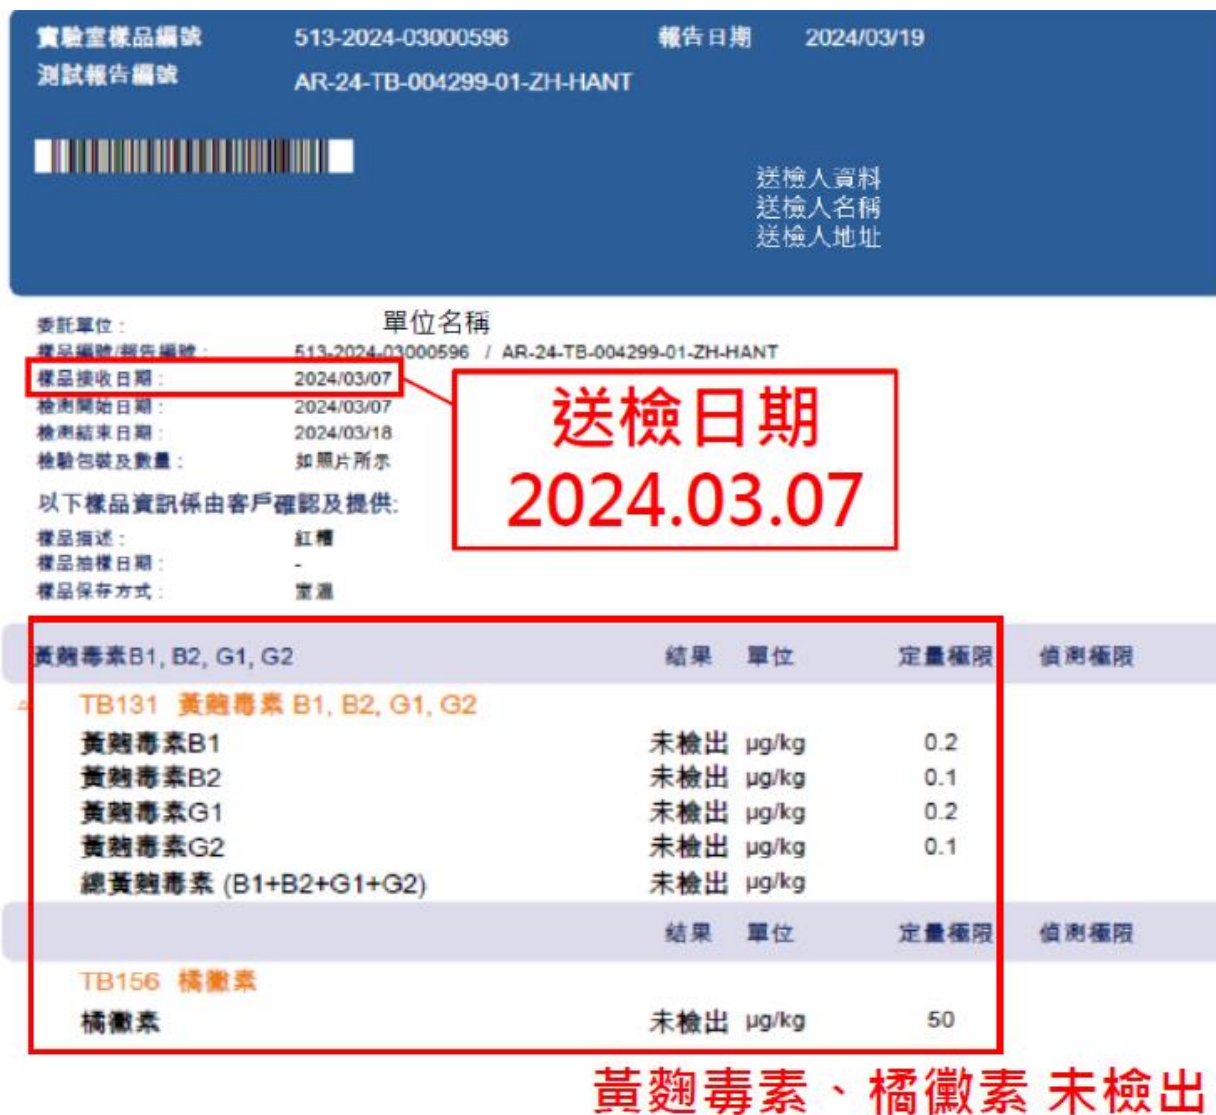 實驗室樣品編號 513-2024-03000596 報告日期 2024/03/19
測試報告編號 AR-24-TB-004299-01-ZH-HANT
送檢人資料
送檢人名稱
送檢人地址
委託單位： 單位名稱
樣品編號/報告編號： 513-2024-03000596 / AR-24-TB-004299-01-ZH-HANT
樣品接收日期： 2024/03/07
檢測開始日期： 2024/03/07
檢測結束日期： 2024/03/18
檢驗包裝及數量： 如照片所示
送檢日期
2024.03.07
以下樣品資訊係由客戶確認及提供:
樣品描述： 紅糟
樣品抽樣日期： -
樣品保存方式： 室溫
黃麴毒素B1, B2, G1, G2 結果 單位 定量極限 偵測極限
TB131 黃麴毒素 B1, B2, G1, G2
黃麴毒素B1 未檢出 µg/kg 0.2
黃麴毒素B2 未檢出 µg/kg 0.1
黃麴毒素G1 未檢出 µg/kg 0.2
黃麴毒素G2 未檢出 µg/kg 0.1
總黃麴毒素 (B1+B2+G1+G2) 未檢出 µg/kg
結果 單位 定量極限 偵測極限
TB156 橘黴素
橘黴素 未檢出 µg/kg 50
黃麴毒素、橘黴素 未檢出